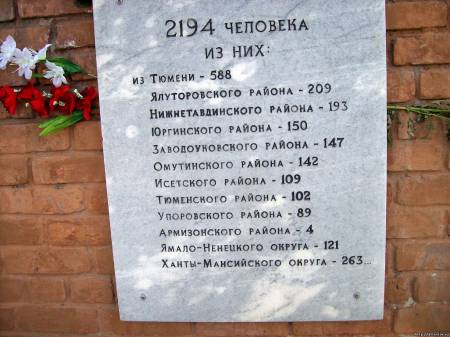 2194 ЧЕЛОВЕКА
ИЗ НИХ:
ИЗ ТЮМЕНИ - 588
ЯЛУТОРОВСКОГО РАЙОНА - 209
НИЖНЕТАВДИНСКОГО РАЙОНА - 193
ЮРГИНСКОГО РАЙОНА - 150
ЗАВОДОУКОВСКОГО РАЙОНА - 147
ОМУТИНСКОГО РАЙОНА - 142
ИСЕТСКОГО РАЙОНА - 109
ТЮМЕНСКОГО РАЙОНА - 102
УПОРОВСКОГО РАЙОНА - 89
АРМИЗОНСКОГО РАЙОНА - 4
ЯМАЛО-НЕНЕЦКОГО ОКРУГА - 121
ХАНТЫ-МАНСИЙСКОГО ОКРУГА - 263...